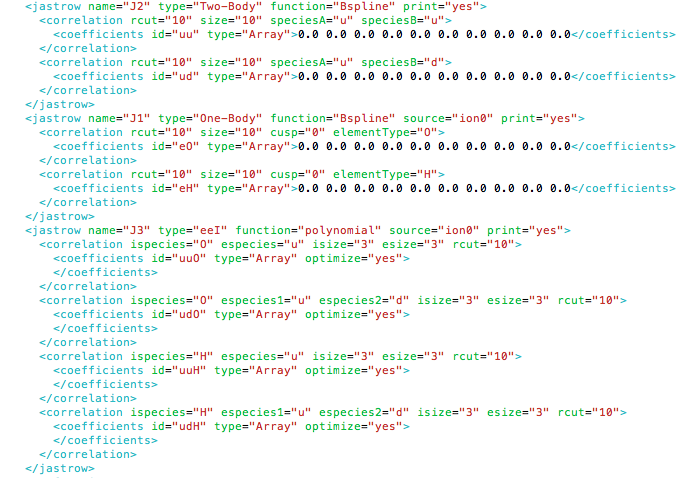 <jastrow name="J2" type="Two-Body" function="Bspline" print="yes">
<correlation rcut="10" size="10" speciesA="u" speciesB="u">
<coefficients id="uu" type="Array">0.0 0.0 0.0 0.0 0.0 0.0 0.0 0.0 0.0 0.0</coefficients>
</correlation>
<correlation rcut="10" size="10" speciesA="u" speciesB="d">
<coefficients id="ud" type="Array">0.0 0.0 0.0 0.0 0.0 0.0 0.0 0.0 0.0 0.0</coefficients>
</correlation>
</jastrow>
<jastrow name="J1" type="One-Body" function="Bspline" source="ion0" print="yes">
<correlation rcut="10" size="10" cusp="0" elementType="O">
<coefficients id="eO" type="Array">0.0 0.0 0.0 0.0 0.0 0.0 0.0 0.0 0.0 0.0</coefficients>
</correlation>
<correlation rcut="10" size="10" cusp="0" elementType="H">
<coefficients id="eH" type="Array">0.0 0.0 0.0 0.0 0.0 0.0 0.0 0.0 0.0 0.0</coefficients>
</correlation>
</jastrow>
<jastrow name="J3" type="eeI" function="polynomial" source="ion0" print="yes">
<correlation ispecies="O" especies="u" isize="3" esize="3" rcut="10">
<coefficients id="uuO" type="Array" optimize="yes">
</coefficients>
</correlation>
<correlation ispecies="O" especies1="u" especies2="d" isize="3" esize="3" rcut="10">
<coefficients id="udO" type="Array" optimize="yes">
</coefficients>
</correlation>
<correlation ispecies="H" especies="u" isize="3" esize="3" rcut="10">
<coefficients id="uuH" type="Array" optimize="yes">
</coefficients>
</correlation>
<correlation ispecies="H" especies1="u" especies2="d" isize="3" esize="3" rcut="10">
<coefficients id="udH" type="Array" optimize="yes">
</coefficients>
</correlation>
</jastrow>